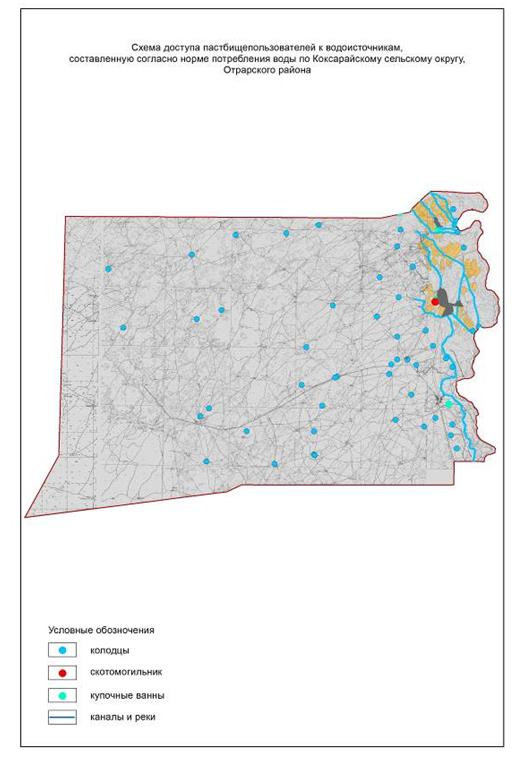 Схема доступа пастбищепользователей к водоисточникам,
составленную согласно норме потребления воды по Коксарайскому сельскому округу,
Отрарского района
Условные обозначения
колодцы
скотомогильник
купочные ванны
каналы и реки